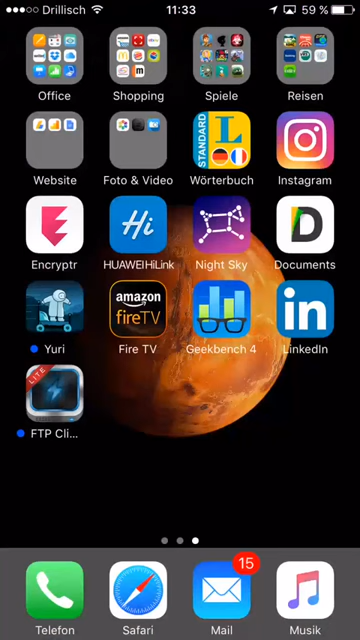 Drillisch 11:33 59 %
Office Shopping Spiele Reisen
STANDARD L
Website Foto & Video Wörterbuch Instagram
Hi D
Encryptr HUAWEIHiLink Night Sky Documents
amazon
fireTV in
Yuri Fire TV Geekbench 4 LinkedIn
LITE
FTP Cli...
15
Telefon Safari Mail Musik